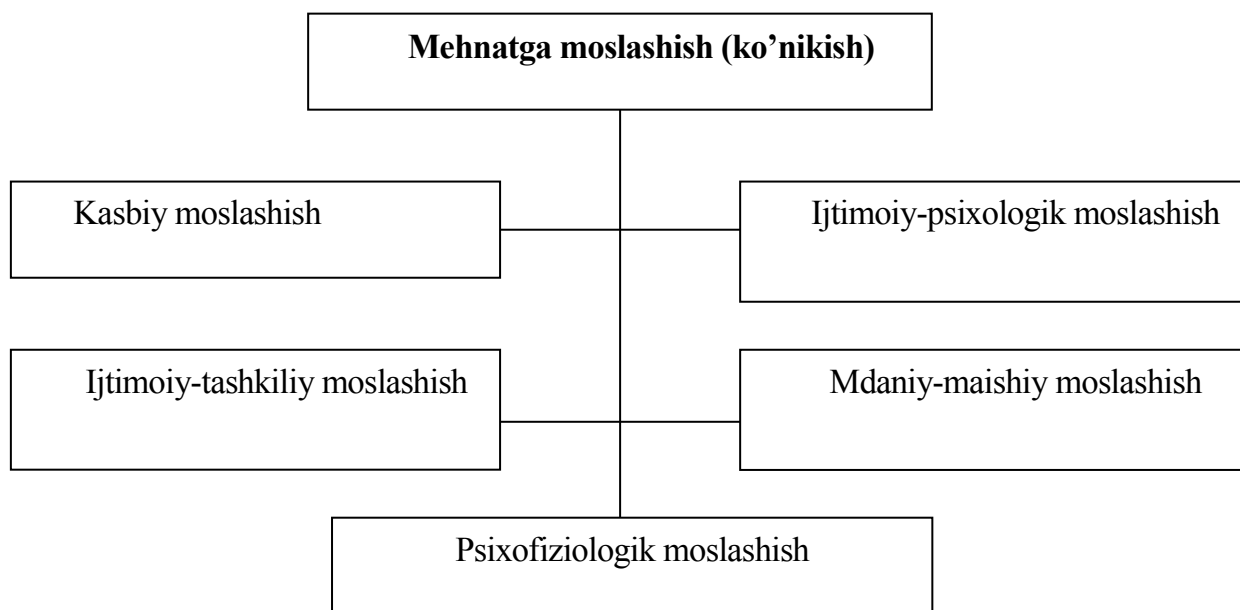 Mehnatga moslashish (ko’nikish)
Kasbiy moslashish
Ijtimoiy-psixologik moslashish
Ijtimoiy-tashkiliy moslashish
Mdaniy-maishiy moslashish
Psixofiziologik moslashish